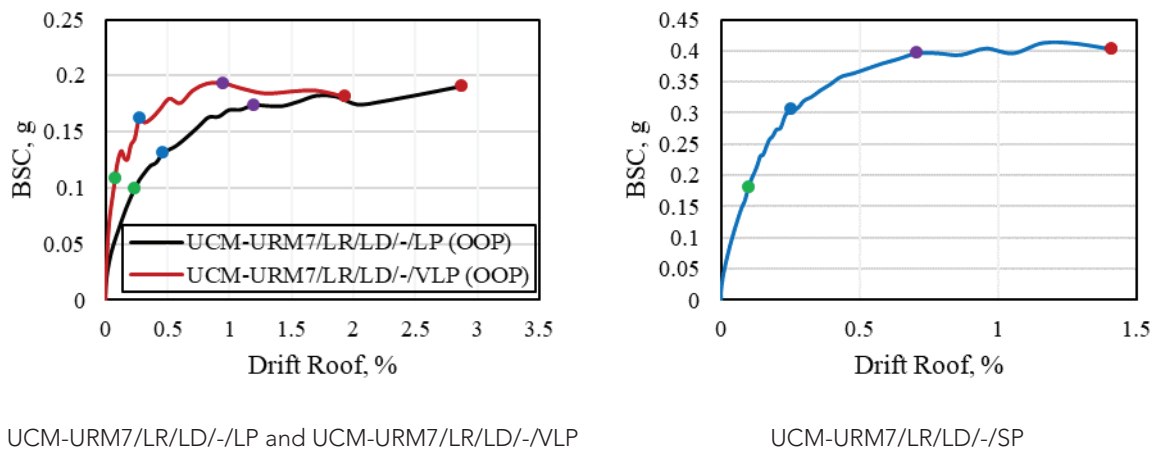 0.25
0.2
0.15
0.1
0.05
0
BSC, g
UCM-URM7/LR/LD/-/LP (OOP)
UCM-URM7/LR/LD/-/VLP (OOP)
0 0.5 1 1.5 2 2.5 3 3.5
Drift Roof, %
0.45
0.4
0.35
0.3
0.25
0.2
0.15
0.1
0.05
0
BSC, g
0 0.5 1 1.5
Drift Roof, %
UCM-URM7/LR/LD/-/LP and UCM-URM7/LR/LD/-/VLP
UCM-URM7/LR/LD/-/SP